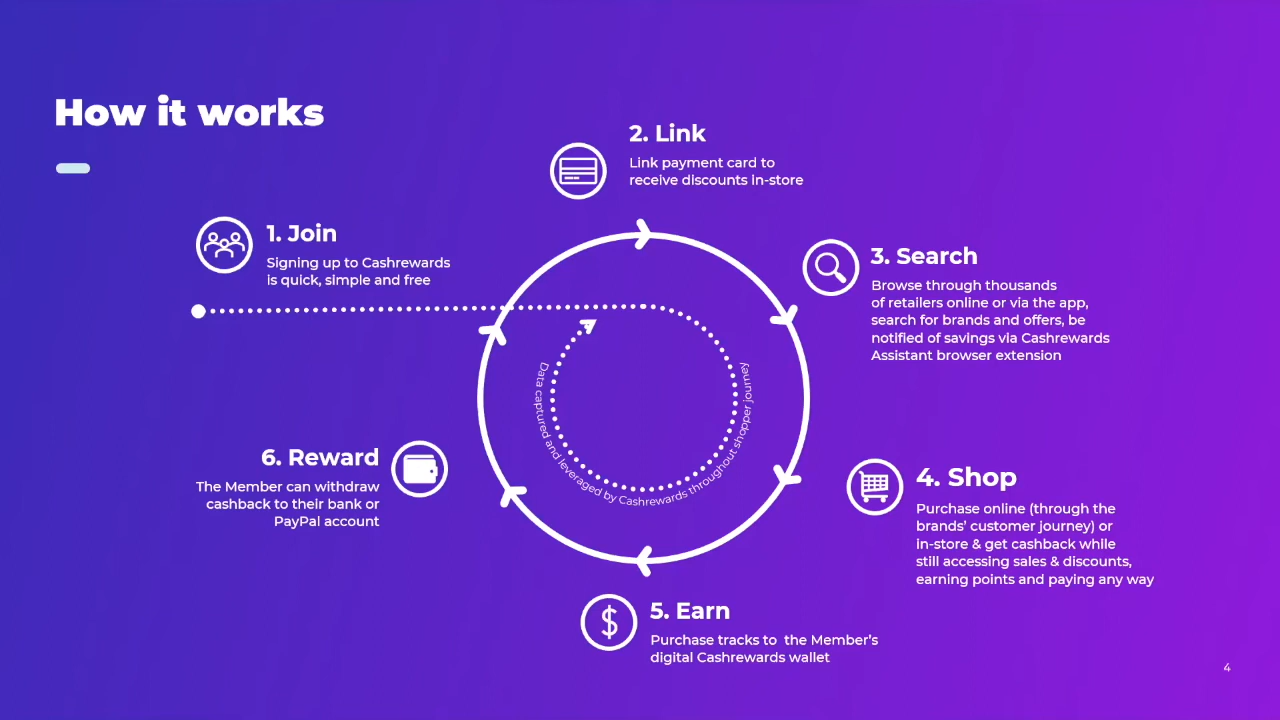 How it works
1. Join
Signing up to Cashrewards
is quick, simple and free
2. Link
Link payment card to
receive discounts in-store
3. Search
Browse through thousands
of retailers online or via the app,
search for brands and offers, be
notified of savings via Cashrewards
Assistant browser extension
4. Shop
Purchase online (through the
brands' customer journey) or
in-store & get cashback while
still accessing sales & discounts,
earning points and paying any way
5. Earn
Purchase tracks to  the Member's
digital Cashrewards wallet
6. Reward
The Member can withdraw
cashback to their bank or
PayPal account
Data captured and leveraged by Cashrewards throughout shopper journey
$
4